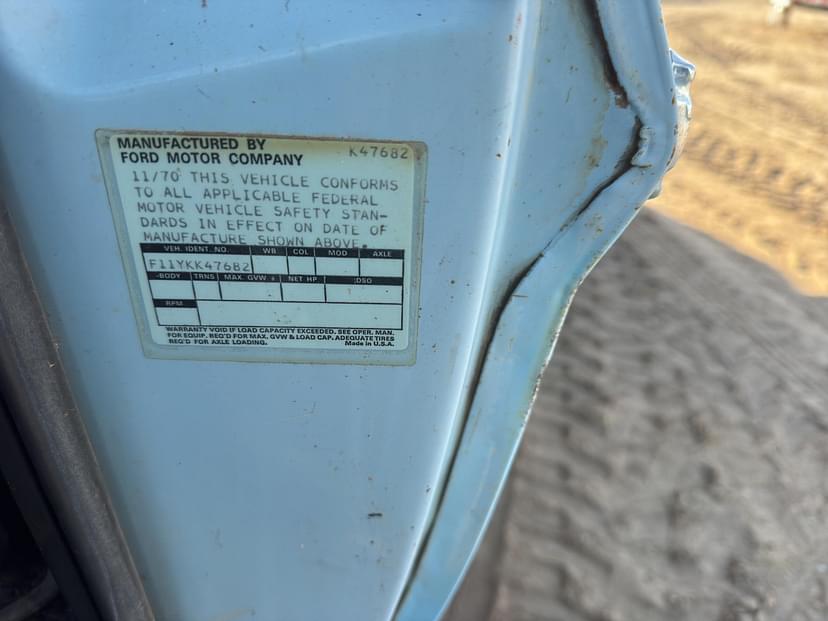 MANUFACTURED BY
FORD MOTOR COMPANY
K47682
11/70 THIS VEHICLE CONFORMS
TO ALL APPLICABLE FEDERAL
MOTOR VEHICLE SAFETY STAN-
DARDS IN EFFECT ON DATE OF
MANUFACTURE SHOWN ABOVE.
VEH. IDENT. NO. WB COL MOD AXLE
F11YKK47682
BODY TRNS MAX. GVW # NET HP DSO
RPM
WARRANTY VOID IF LOAD CAPACITY EXCEEDED. SEE OPER. MAN.
FOR EQUIP. REQ'D FOR MAX. GVW & LOAD CAP. ADEQUATE TIRES
REQ'D FOR AXLE LOADING. Made in U.S.A.